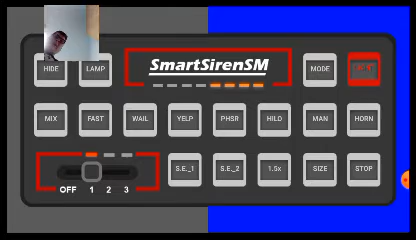 SmartSirenSM
HIDE LAMP MODE
MIX FAST WAIL YELP PHSR HILO MAN HORN
S.E._1 S.E._2 1.5x SIZE STOP
OFF 1 2 3